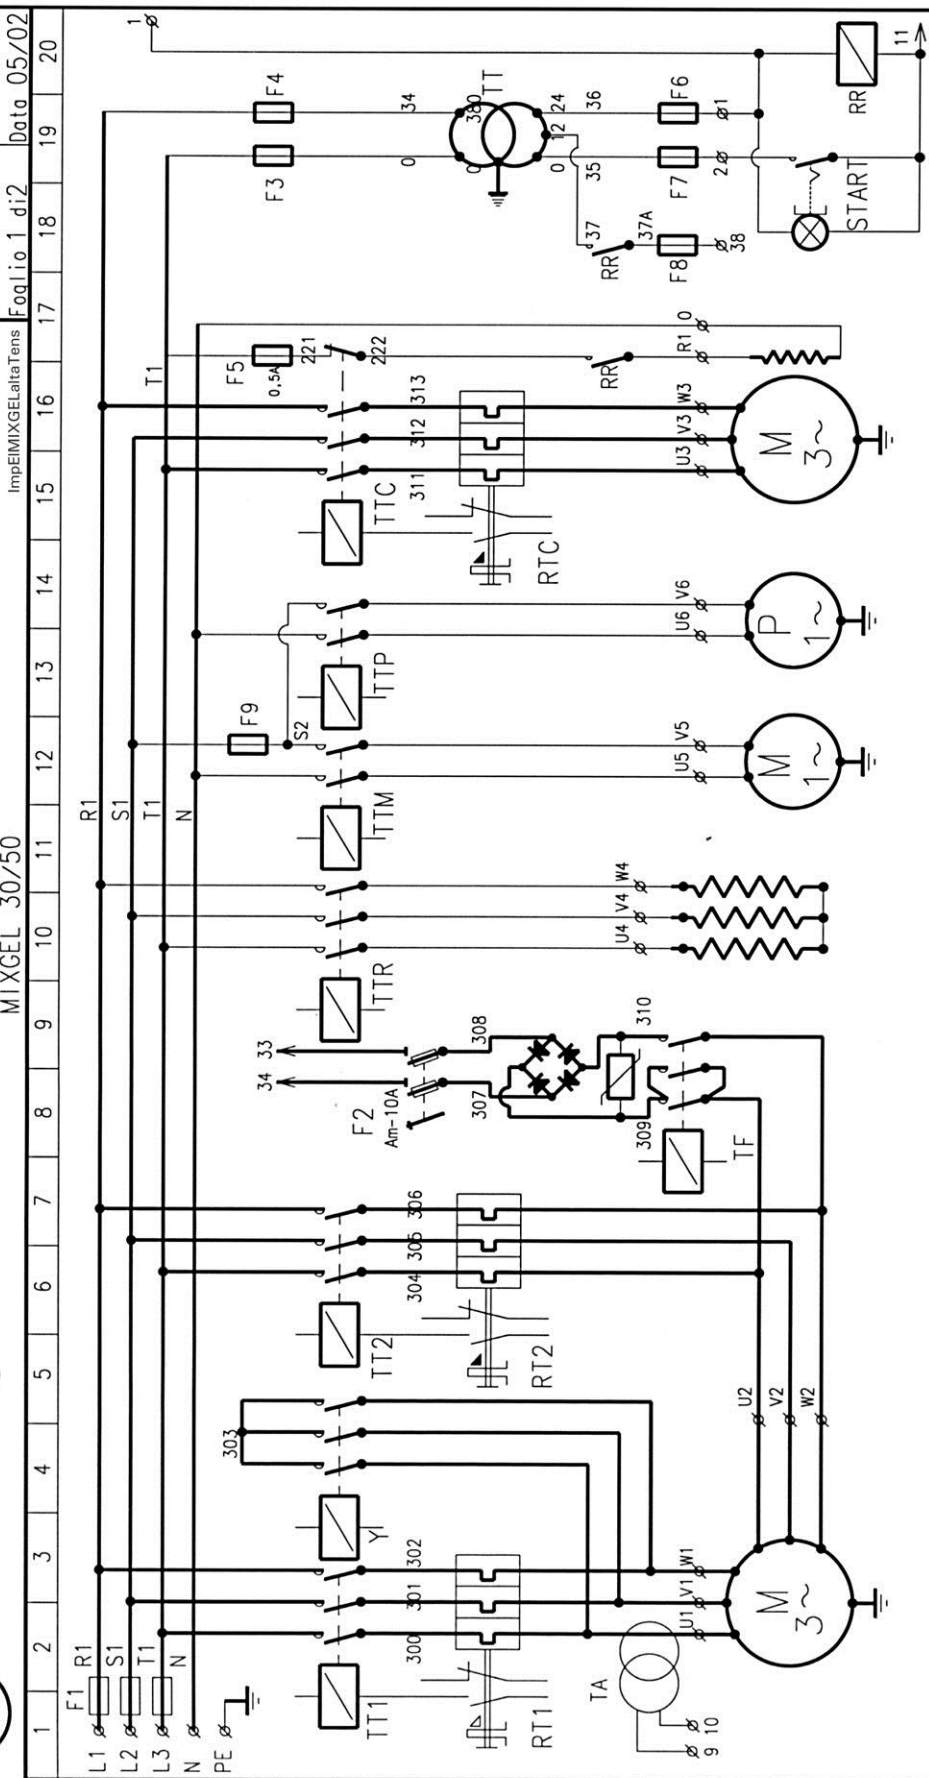 MIXGEL 30/50
ImpElMIXGELaltaTens
Foglio 1 di2
Data 05/02
1 2 3 4 5 6 7 8 9 10 11 12 13 14 15 16 17 18 19 20
L1
L2
L3
N
PE
F1
R1
S1
T1
N
R1
S1
T1
N
T1
TT1
300 301 302
RT1
TA
9 10
U1 V1 W1
M
3~
Y
303
U2
V2
W2
TT2
304 305 306
RT2
34 33
F2
Am-10A
307 308
309 310
TF
TTR
U4 V4 W4
TTM
F9
S2
U5 V5
M
1~
TTP
U6 V6
P
1~
TTC
311 312 313
RTC
U3 V3 W3
M
3~
F5
0.5A
221
222
RR
R1 0
F3
F4
0 34
0 380
TT
0 12 24
35 36
37
RR
37A
F8
38
F7
F6
2 1
START
1
RR
11